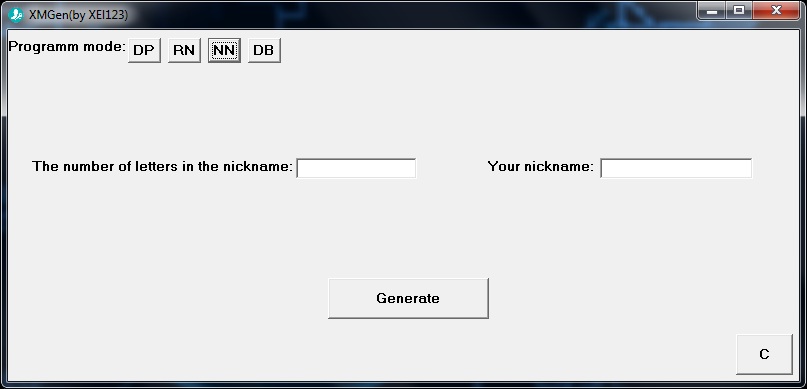 XMGen(by XEI123)
Programm mode: DP RN NN DB
The number of letters in the nickname: Your nickname:
Generate
C